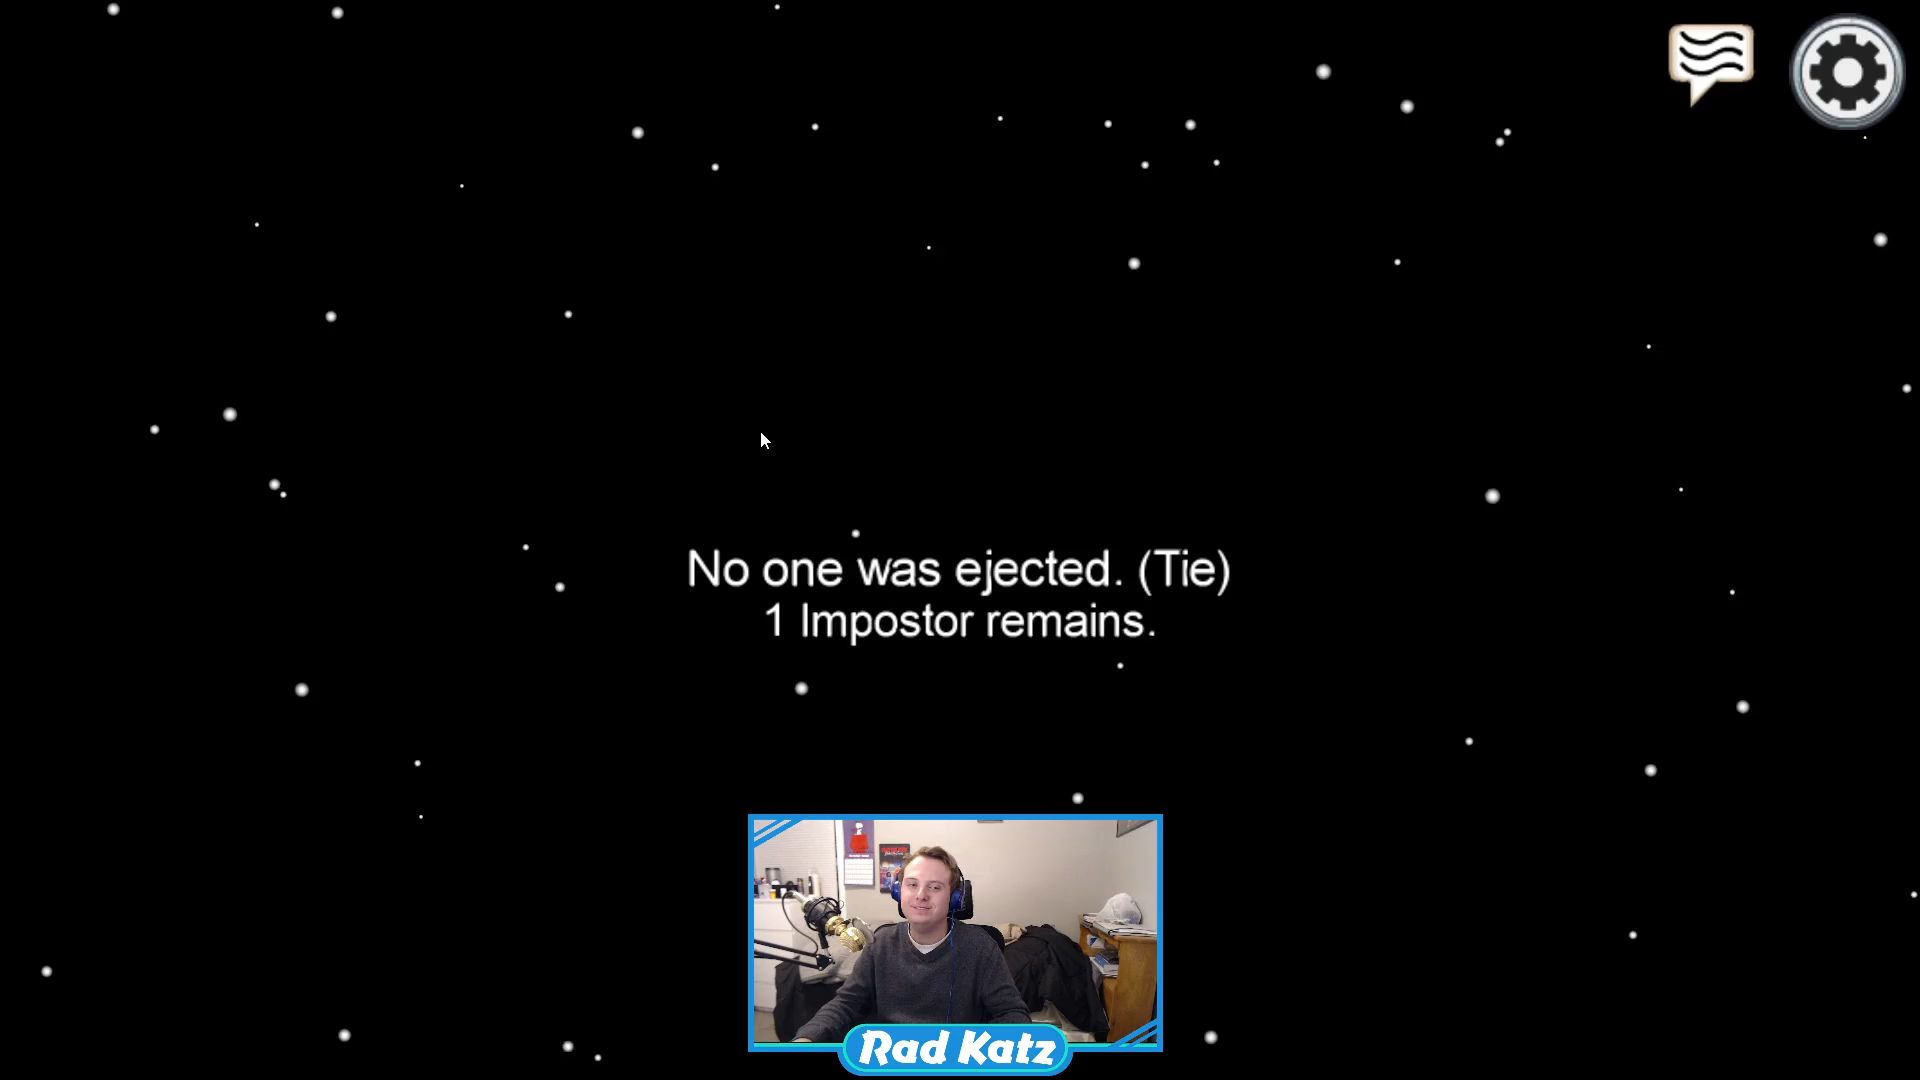 No one was ejected. (Tie)
1 Impostor remains.
Rad Katz